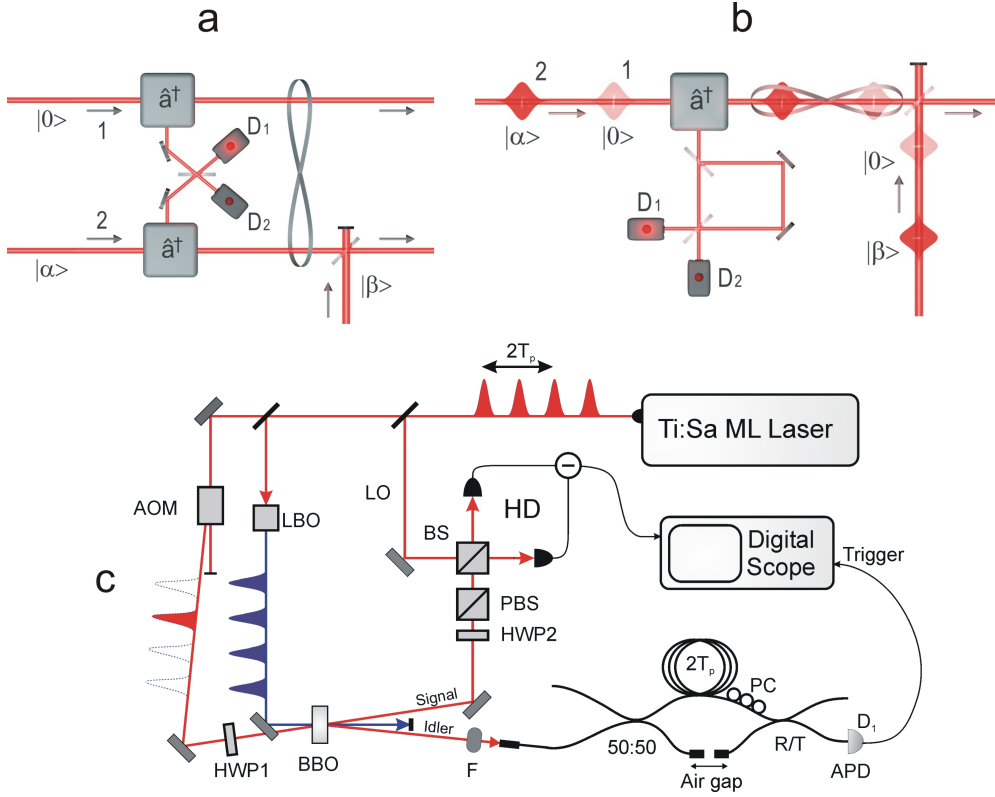 a
â†
|0>
1
D1
D2
2
â†
|α>
|β>
b
2
1
|α>
|0>
â†
|0>
D1
D2
|β>
c
2Tp
Ti:Sa ML Laser
AOM
LBO
LO
HD
BS
PBS
HWP2
Digital
Scope
Trigger
2Tp
PC
Signal
Idler
D1
HWP1
BBO
F
50:50
Air gap
R/T
APD